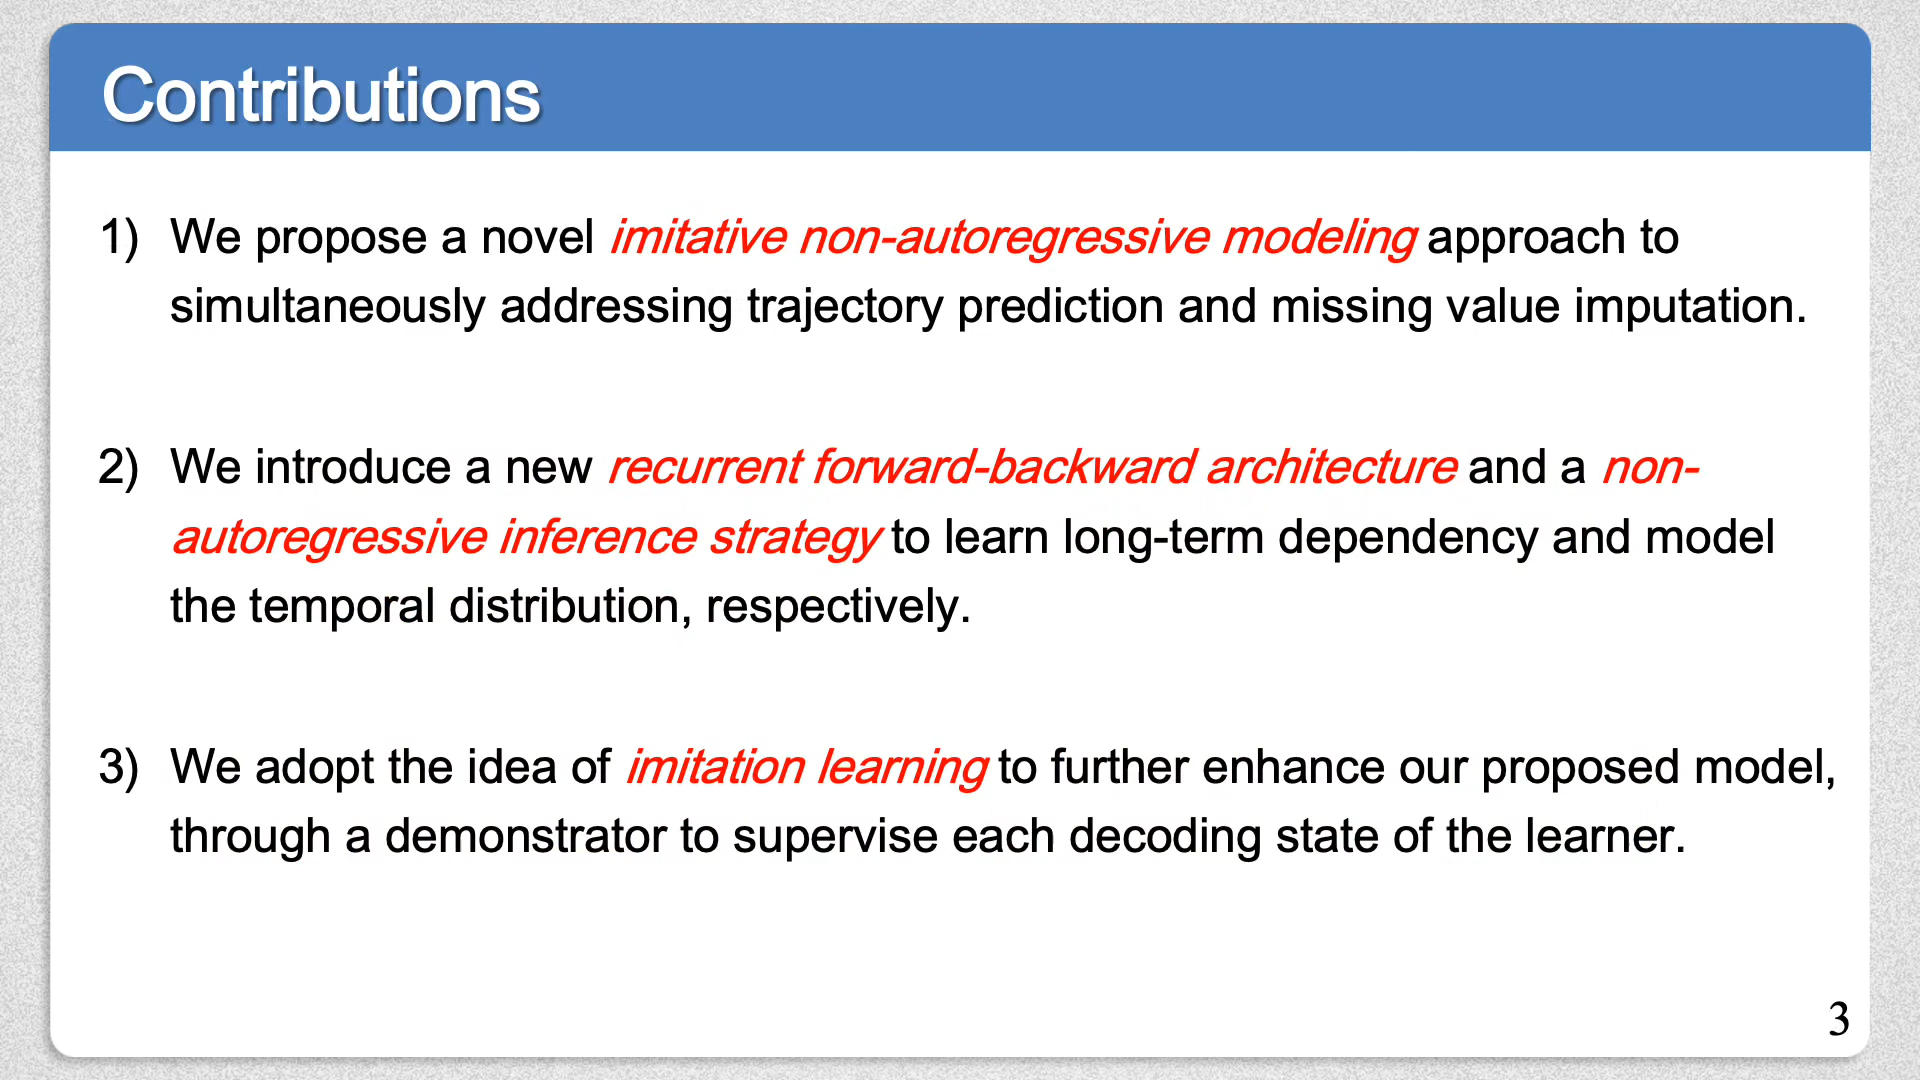 Contributions
1) We propose a novel imitative non-autoregressive modeling approach to
simultaneously addressing trajectory prediction and missing value imputation.
2) We introduce a new recurrent forward-backward architecture and a non-
autoregressive inference strategy to learn long-term dependency and model
the temporal distribution, respectively.
3) We adopt the idea of imitation learning to further enhance our proposed model,
through a demonstrator to supervise each decoding state of the learner.
3